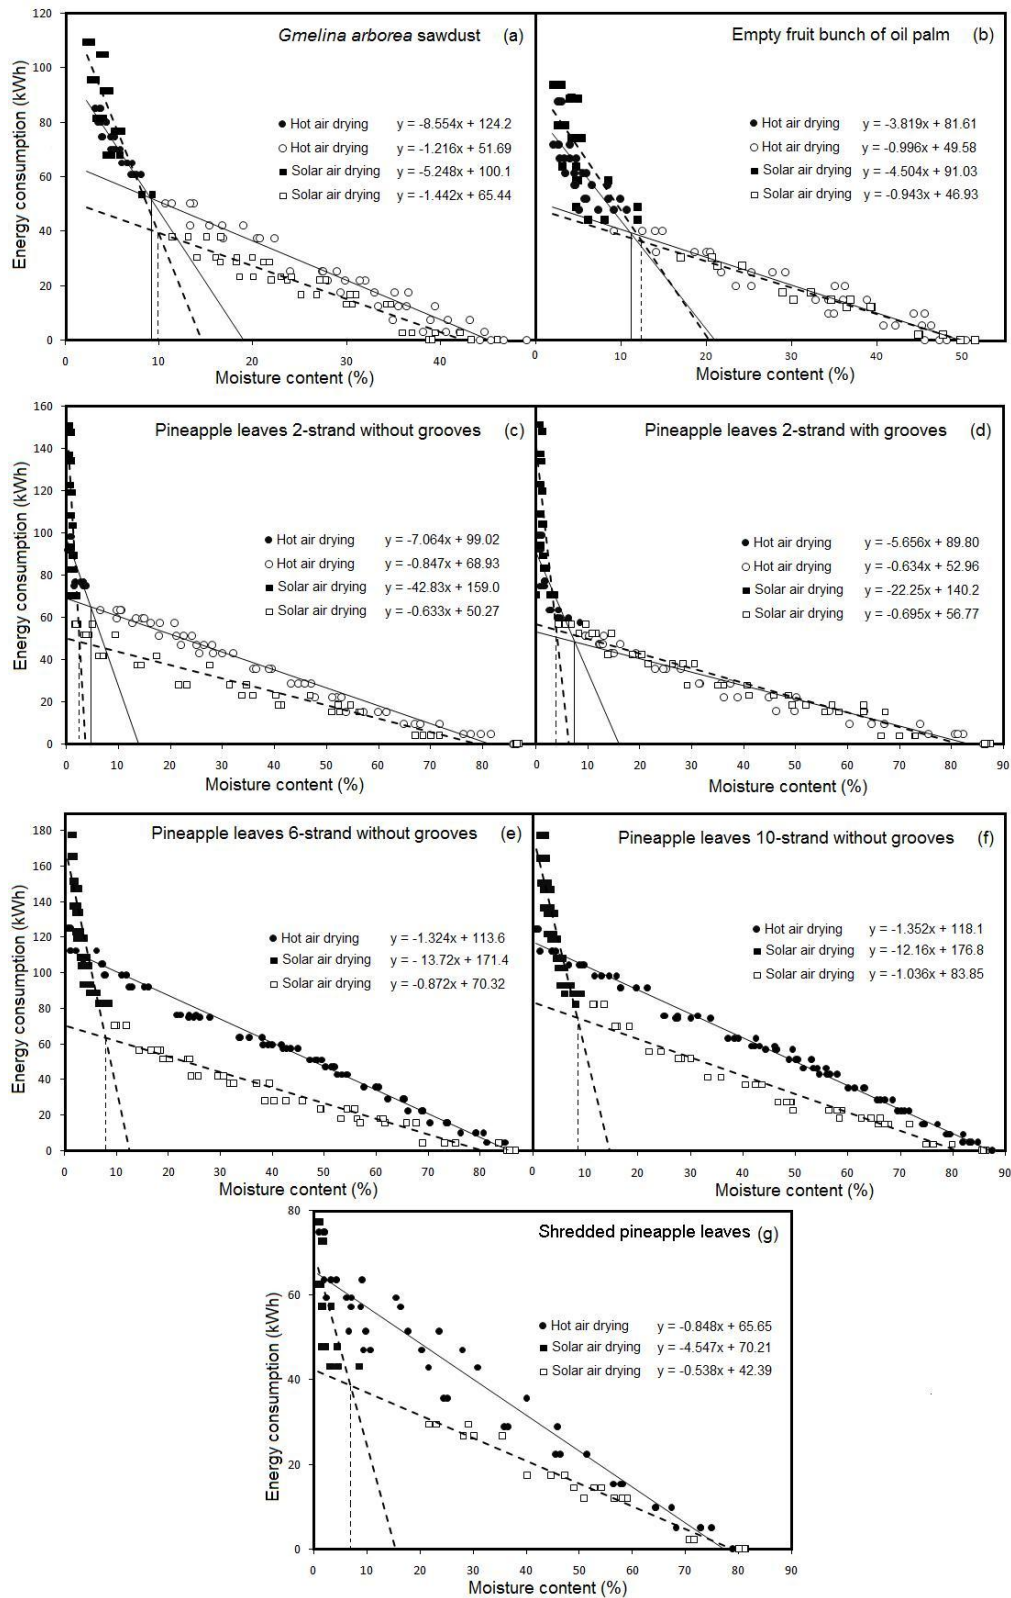 Gmelina arborea sawdust (a)
Energy consumption (kWh)
120
100
80
60
40
20
0
● Hot air drying y = -8.554x + 124.2
○ Hot air drying y = -1.216x + 51.69
■ Solar air drying y = -5.248x + 100.1
□ Solar air drying y = -1.442x + 65.44
0 10 20 30 40 50
Moisture content (%)
Empty fruit bunch of oil palm (b)
● Hot air drying y = -3.819x + 81.61
○ Hot air drying y = -0.996x + 49.58
■ Solar air drying y = -4.504x + 91.03
□ Solar air drying y = -0.943x + 46.93
0 10 20 30 40 50
Moisture content (%)
Pineapple leaves 2-strand without grooves (c)
Energy consumption (kWh)
160
140
120
100
80
60
40
20
0
● Hot air drying y = -7.064x + 99.02
○ Hot air drying y = -0.847x + 68.93
■ Solar air drying y = -42.83x + 159.0
□ Solar air drying y = -0.633x + 50.27
0 10 20 30 40 50 60 70 80 90
Moisture content (%)
Pineapple leaves 2-strand with grooves (d)
● Hot air drying y = -5.656x + 89.80
○ Hot air drying y = -0.634x + 52.96
■ Solar air drying y = -22.25x + 140.2
□ Solar air drying y = -0.695x + 56.77
0 10 20 30 40 50 60 70 80 90
Moisture content (%)
Pineapple leaves 6-strand without grooves (e)
Energy consumption (kWh)
180
160
140
120
100
80
60
40
20
0
● Hot air drying y = -1.324x + 113.6
■ Solar air drying y = - 13.72x + 171.4
□ Solar air drying y = -0.872x + 70.32
0 10 20 30 40 50 60 70 80 90
Moisture content (%)
Pineapple leaves 10-strand without grooves (f)
● Hot air drying y = -1.352x + 118.1
■ Solar air drying y = -12.16x + 176.8
□ Solar air drying y = -1.036x + 83.85
0 10 20 30 40 50 60 70 80 90
Moisture content (%)
Shredded pineapple leaves (g)
Energy consumption (kWh)
80
60
40
20
0
● Hot air drying y = -0.848x + 65.65
■ Solar air drying y = -4.547x + 70.21
□ Solar air drying y = -0.538x + 42.39
0 10 20 30 40 50 60 70 80 90
Moisture content (%)